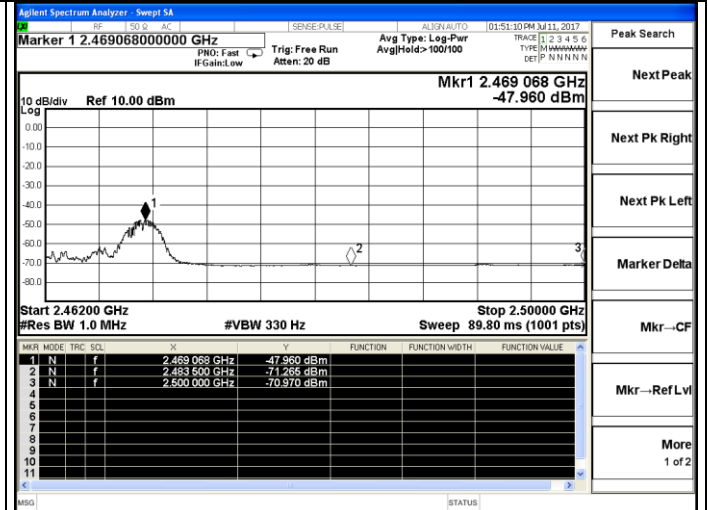 Agilent Spectrum Analyzer - Swept SA
RF 50 Ω AC SENSE:PULSE ALIGN AUTO 01:51:10 PM Jul 11, 2017
Marker 1 2.469068000000 GHz
PNO: Fast Trig: Free Run
IFGain:Low Atten: 20 dB
Avg Type: Log-Pwr
Avg|Hold:>100/100
TRACE 1 2 3 4 5 6
TYPE M
DET P N N N N N
Mkr1 2.469 068 GHz
-47.960 dBm
10 dB/div Ref 10.00 dBm
Log
0.00
-10.0
-20.0
-30.0
-40.0
-50.0
-60.0
-70.0
-80.0
1
2
3
Start 2.46200 GHz Stop 2.50000 GHz
#Res BW 1.0 MHz #VBW 330 Hz Sweep 89.80 ms (1001 pts)
MKR MODE TRC SCL X Y FUNCTION FUNCTION WIDTH FUNCTION VALUE
1 N f 2.469 068 GHz -47.960 dBm
2 N f 2.483 500 GHz -71.265 dBm
3 N f 2.500 000 GHz -70.970 dBm
4
5
6
7
8
9
10
11
MSG STATUS
Peak Search
Next Peak
Next Pk Right
Next Pk Left
Marker Delta
Mkr→CF
Mkr→Ref Lvl
More
1 of 2